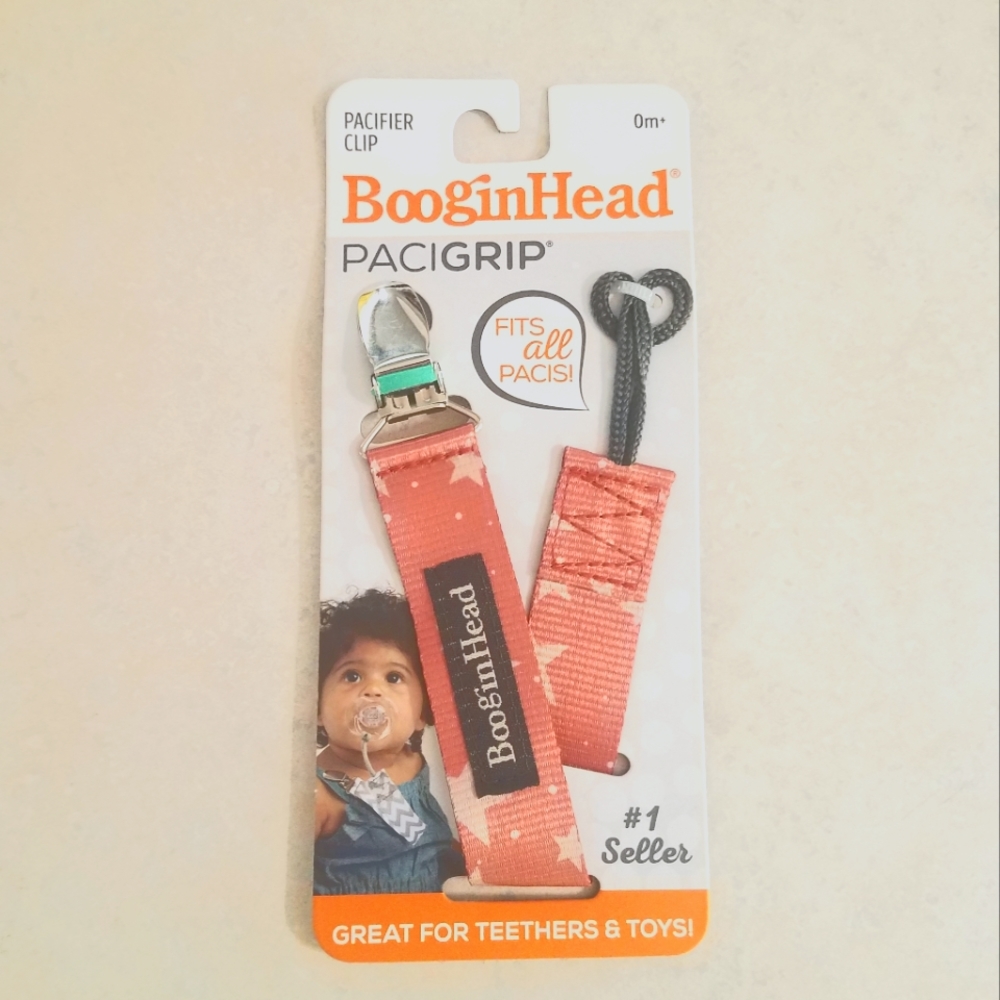 PACIFIER
CLIP
0m+
BooginHead®
PACIGRIP®
FITS
all
PACIS!
BooginHead
#1
Seller
GREAT FOR TEETHERS & TOYS!